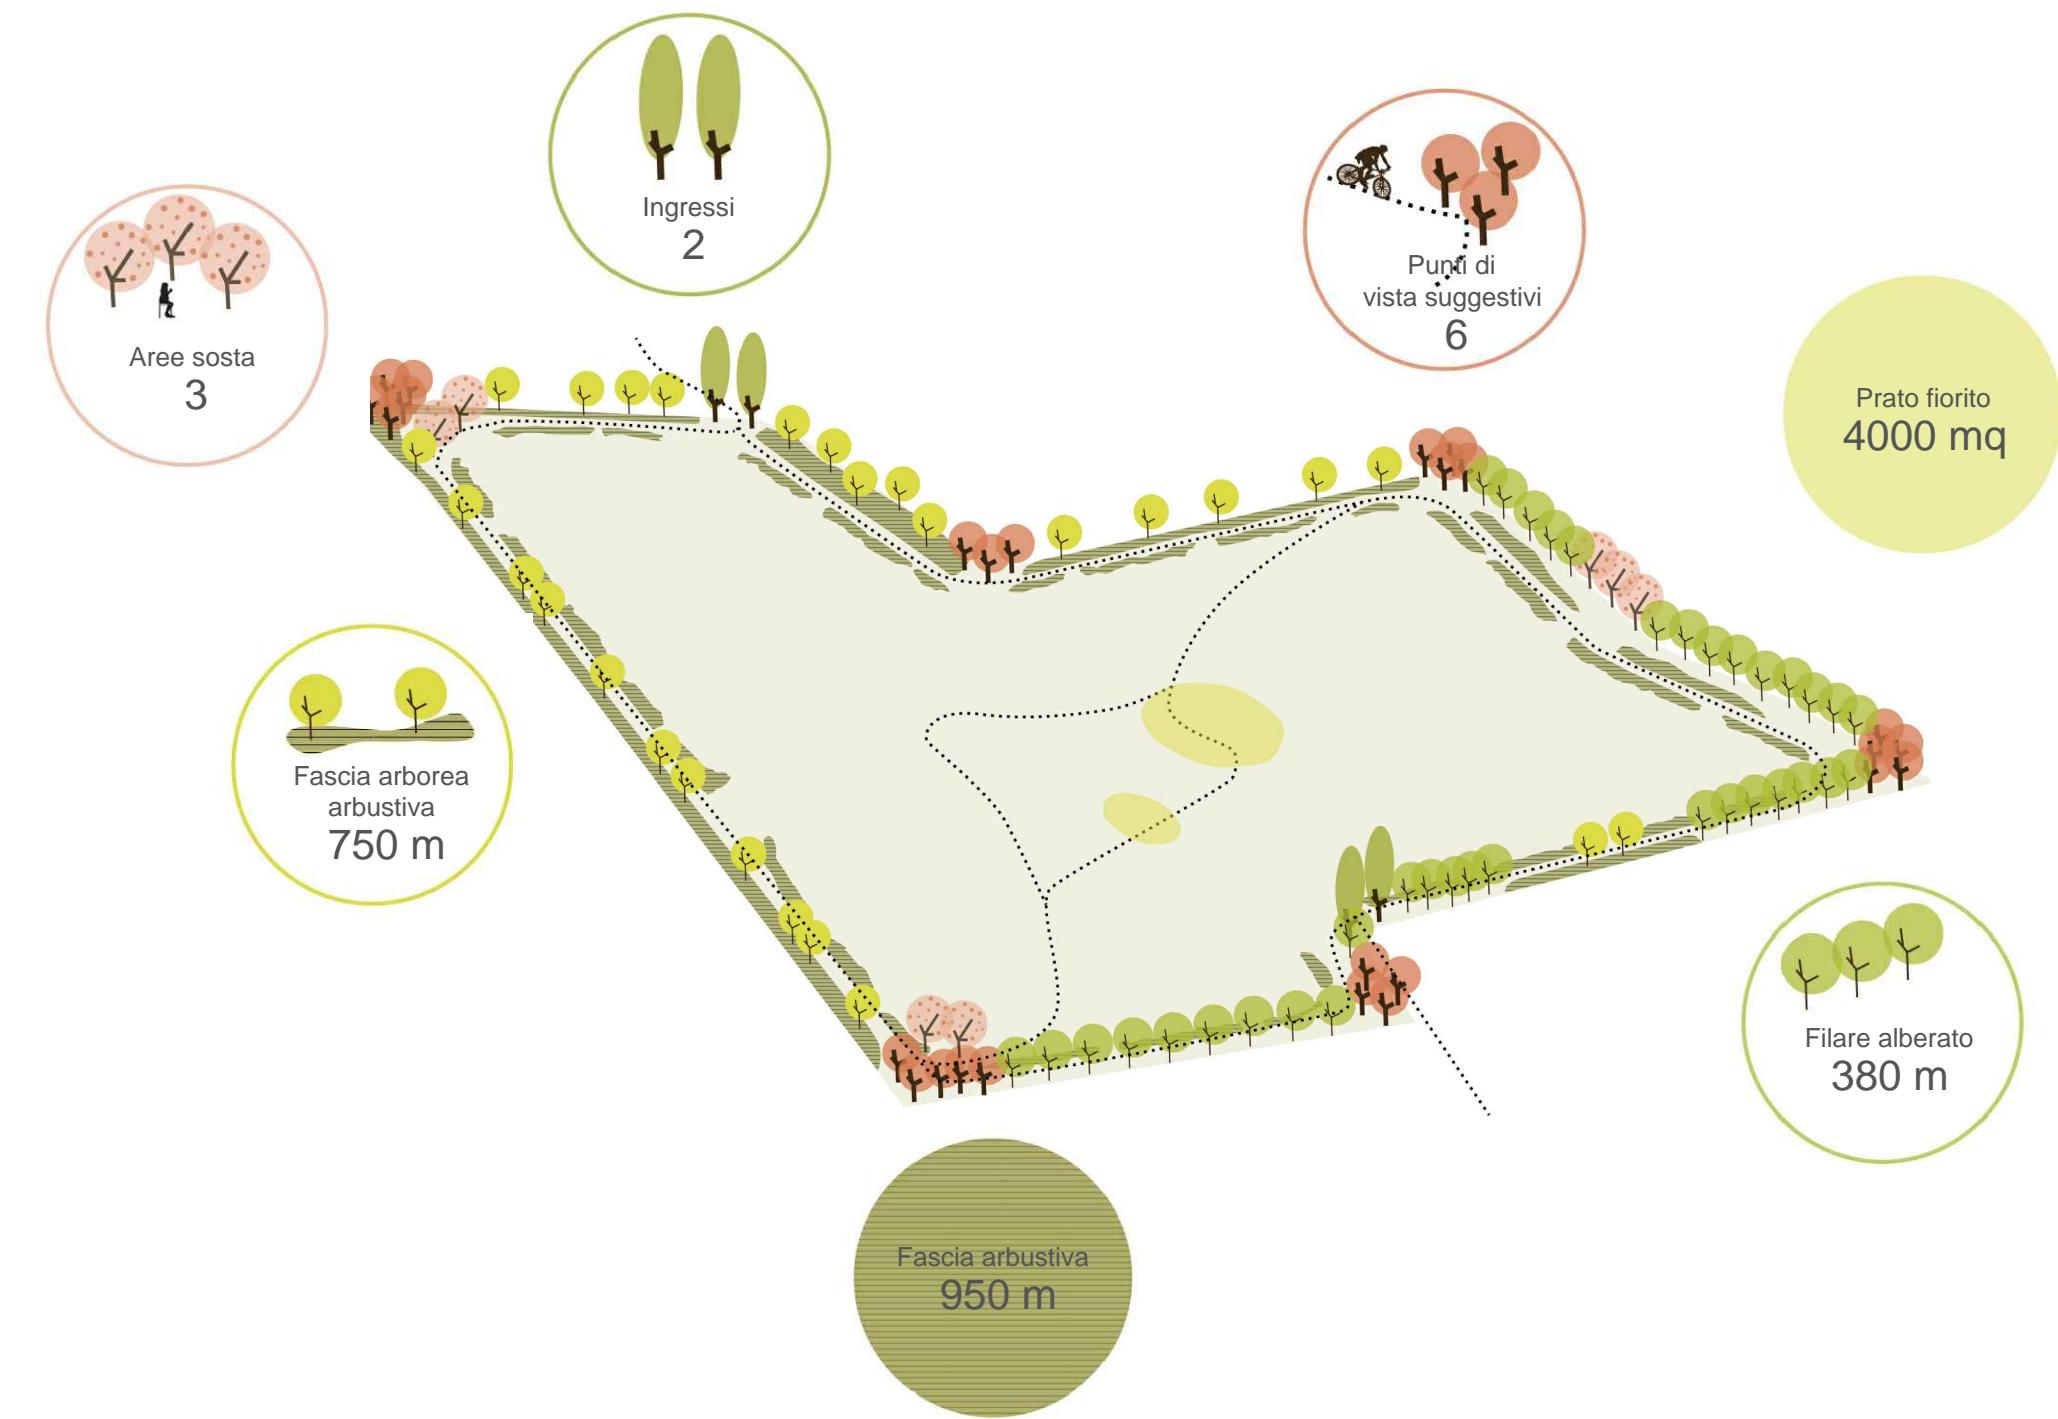 Ingressi
2
Punti di
vista suggestivi
6
Aree sosta
3
Prato fiorito
4000 mq
Fascia arborea
arbustiva
750 m
Filare alberato
380 m
Fascia arbustiva
950 m